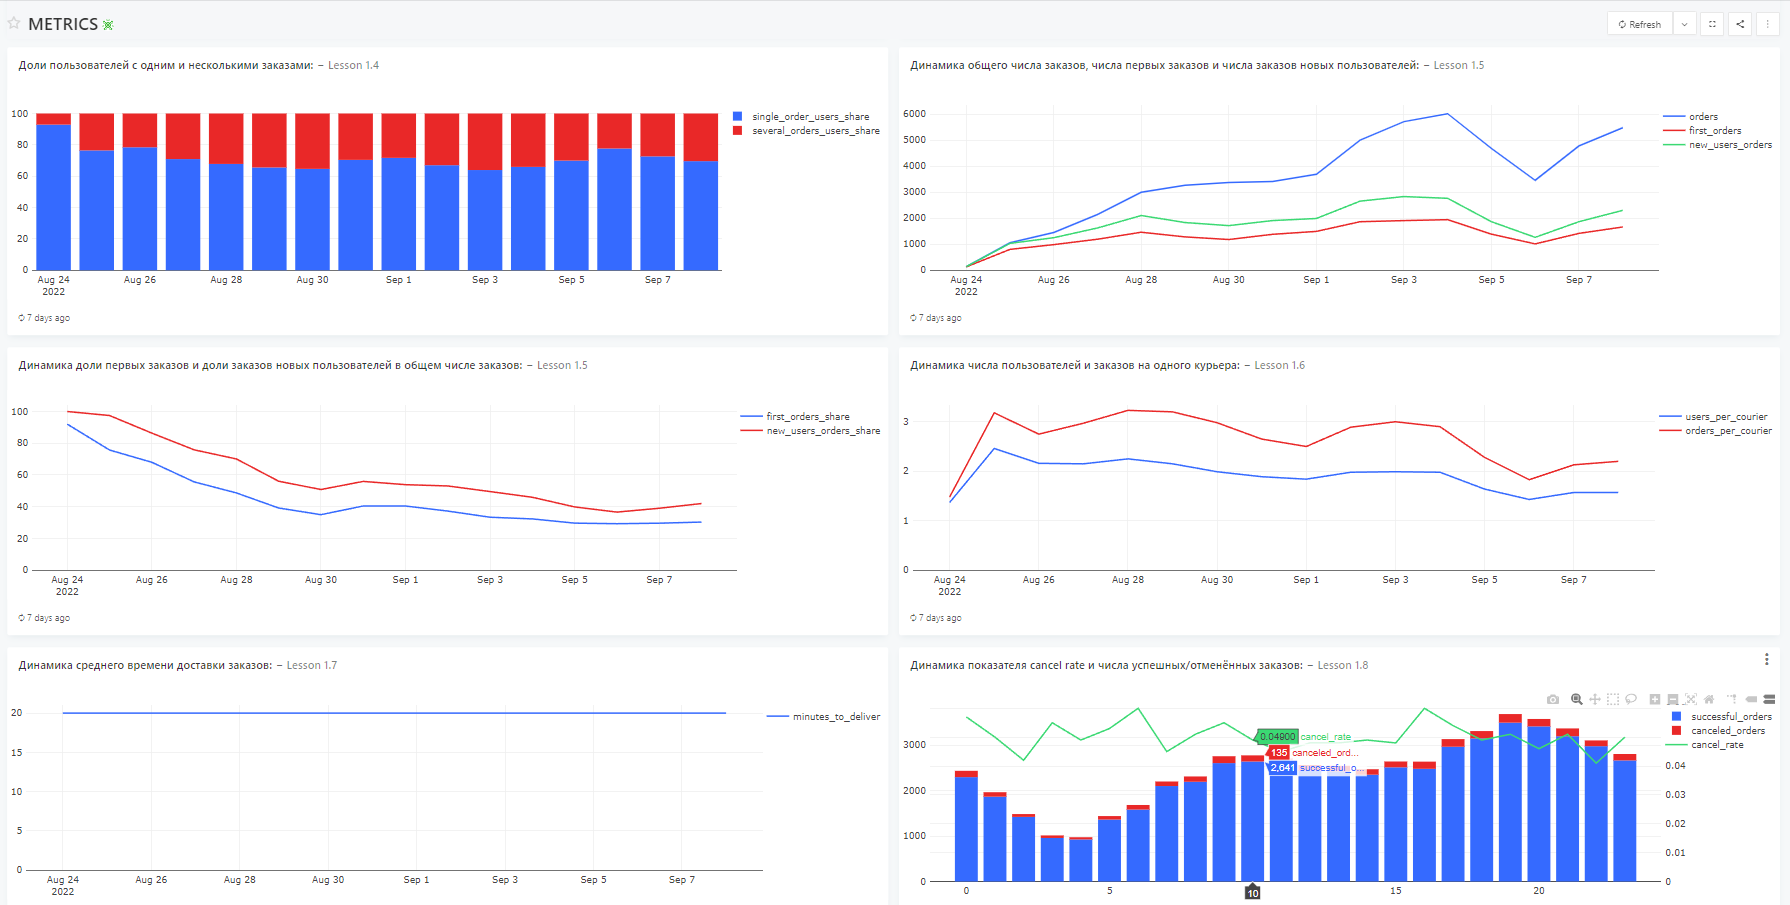 METRICS
Refresh
Доли пользователей с одним и несколькими заказами: – Lesson 1.4
100
80
60
40
20
0
Aug 24
2022
Aug 26
Aug 28
Aug 30
Sep 1
Sep 3
Sep 5
Sep 7
single_order_users_share
several_orders_users_share
7 days ago
Динамика общего числа заказов, числа первых заказов и числа заказов новых пользователей: – Lesson 1.5
6000
5000
4000
3000
2000
1000
0
Aug 24
2022
Aug 26
Aug 28
Aug 30
Sep 1
Sep 3
Sep 5
Sep 7
orders
first_orders
new_users_orders
7 days ago
Динамика доли первых заказов и доли заказов новых пользователей в общем числе заказов: – Lesson 1.5
100
80
60
40
20
0
Aug 24
2022
Aug 26
Aug 28
Aug 30
Sep 1
Sep 3
Sep 5
Sep 7
first_orders_share
new_users_orders_share
7 days ago
Динамика числа пользователей и заказов на одного курьера: – Lesson 1.6
3
2
1
0
Aug 24
2022
Aug 26
Aug 28
Aug 30
Sep 1
Sep 3
Sep 5
Sep 7
users_per_courier
orders_per_courier
7 days ago
Динамика среднего времени доставки заказов: – Lesson 1.7
20
15
10
5
0
Aug 24
2022
Aug 26
Aug 28
Aug 30
Sep 1
Sep 3
Sep 5
Sep 7
minutes_to_deliver
Динамика показателя cancel rate и числа успешных/отменённых заказов: – Lesson 1.8
3000
2000
1000
0
0
5
10
15
20
0.04900 cancel_rate
135 canceled_ord...
2,641 successful_o...
successful_orders
canceled_orders
cancel_rate
0.04
0.03
0.02
0.01
0